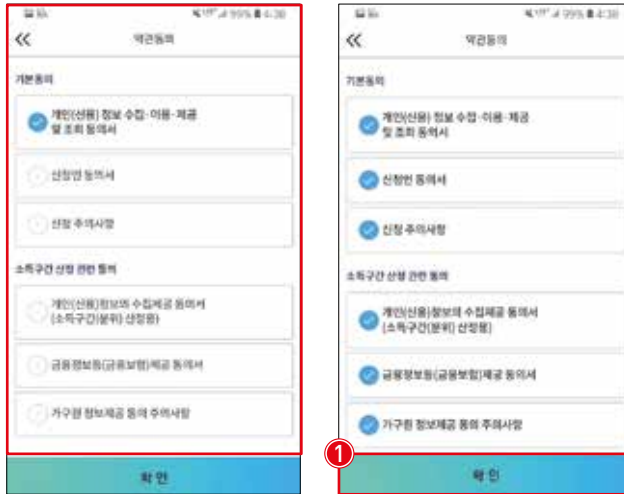 99% 4:38
약관동의
기본동의
개인(신용) 정보 수집·이용·제공
및 조회 동의서
신청인 동의서
신청 주의사항
소득구간 산정 관련 동의
개인(신용)정보의 수집제공 동의서
(소득구간(분위) 산정용)
금융정보등(금융보험)제공 동의서
가구원 정보제공 동의 주의사항
확인
99% 4:38
약관동의
기본동의
개인(신용) 정보 수집·이용·제공
및 조회 동의서
신청인 동의서
신청 주의사항
소득구간 산정 관련 동의
개인(신용)정보의 수집제공 동의서
(소득구간(분위) 산정용)
금융정보등(금융보험)제공 동의서
가구원 정보제공 동의 주의사항
1
확인